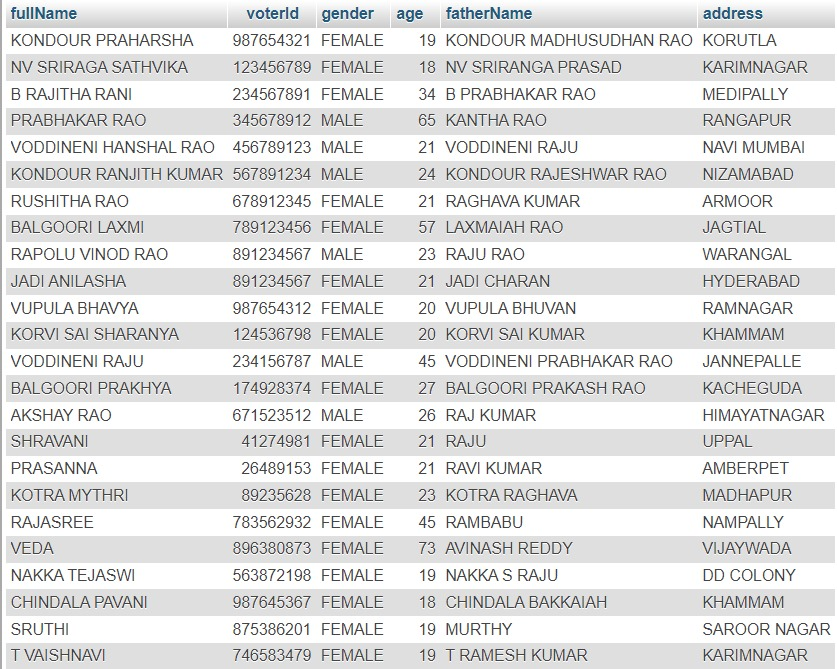 fullName voterId gender age fatherName address
KONDOUR PRAHARSHA 987654321 FEMALE 19 KONDOUR MADHUSUDHAN RAO KORUTLA
NV SRIRAGA SATHVIKA 123456789 FEMALE 18 NV SRIRANGA PRASAD KARIMNAGAR
B RAJITHA RANI 234567891 FEMALE 34 B PRABHAKAR RAO MEDIPALLY
PRABHAKAR RAO 345678912 MALE 65 KANTHA RAO RANGAPUR
VODDINENI HANSHAL RAO 456789123 MALE 21 VODDINENI RAJU NAVI MUMBAI
KONDOUR RANJITH KUMAR 567891234 MALE 24 KONDOUR RAJESHWAR RAO NIZAMABAD
RUSHITHA RAO 678912345 FEMALE 21 RAGHAVA KUMAR ARMOOR
BALGOORI LAXMI 789123456 FEMALE 57 LAXMAIAH RAO JAGTIAL
RAPOLU VINOD RAO 891234567 MALE 23 RAJU RAO WARANGAL
JADI ANILASHA 891234567 FEMALE 21 JADI CHARAN HYDERABAD
VUPULA BHAVYA 987654312 FEMALE 20 VUPULA BHUVAN RAMNAGAR
KORVI SAI SHARANYA 124536798 FEMALE 20 KORVI SAI KUMAR KHAMMAM
VODDINENI RAJU 234156787 MALE 45 VODDINENI PRABHAKAR RAO JANNEPALLE
BALGOORI PRAKHYA 174928374 FEMALE 27 BALGOORI PRAKASH RAO KACHEGUDA
AKSHAY RAO 671523512 MALE 26 RAJ KUMAR HIMAYATNAGAR
SHRAVANI 41274981 FEMALE 21 RAJU UPPAL
PRASANNA 26489153 FEMALE 21 RAVI KUMAR AMBERPET
KOTRA MYTHRI 89235628 FEMALE 23 KOTRA RAGHAVA MADHAPUR
RAJASREE 783562932 FEMALE 45 RAMBABU NAMPALLY
VEDA 896380873 FEMALE 73 AVINASH REDDY VIJAYWADA
NAKKA TEJASWI 563872198 FEMALE 19 NAKKA S RAJU DD COLONY
CHINDALA PAVANI 987645367 FEMALE 18 CHINDALA BAKKAIAH KHAMMAM
SRUTHI 875386201 FEMALE 19 MURTHY SAROOR NAGAR
T VAISHNAVI 746583479 FEMALE 19 T RAMESH KUMAR KARIMNAGAR